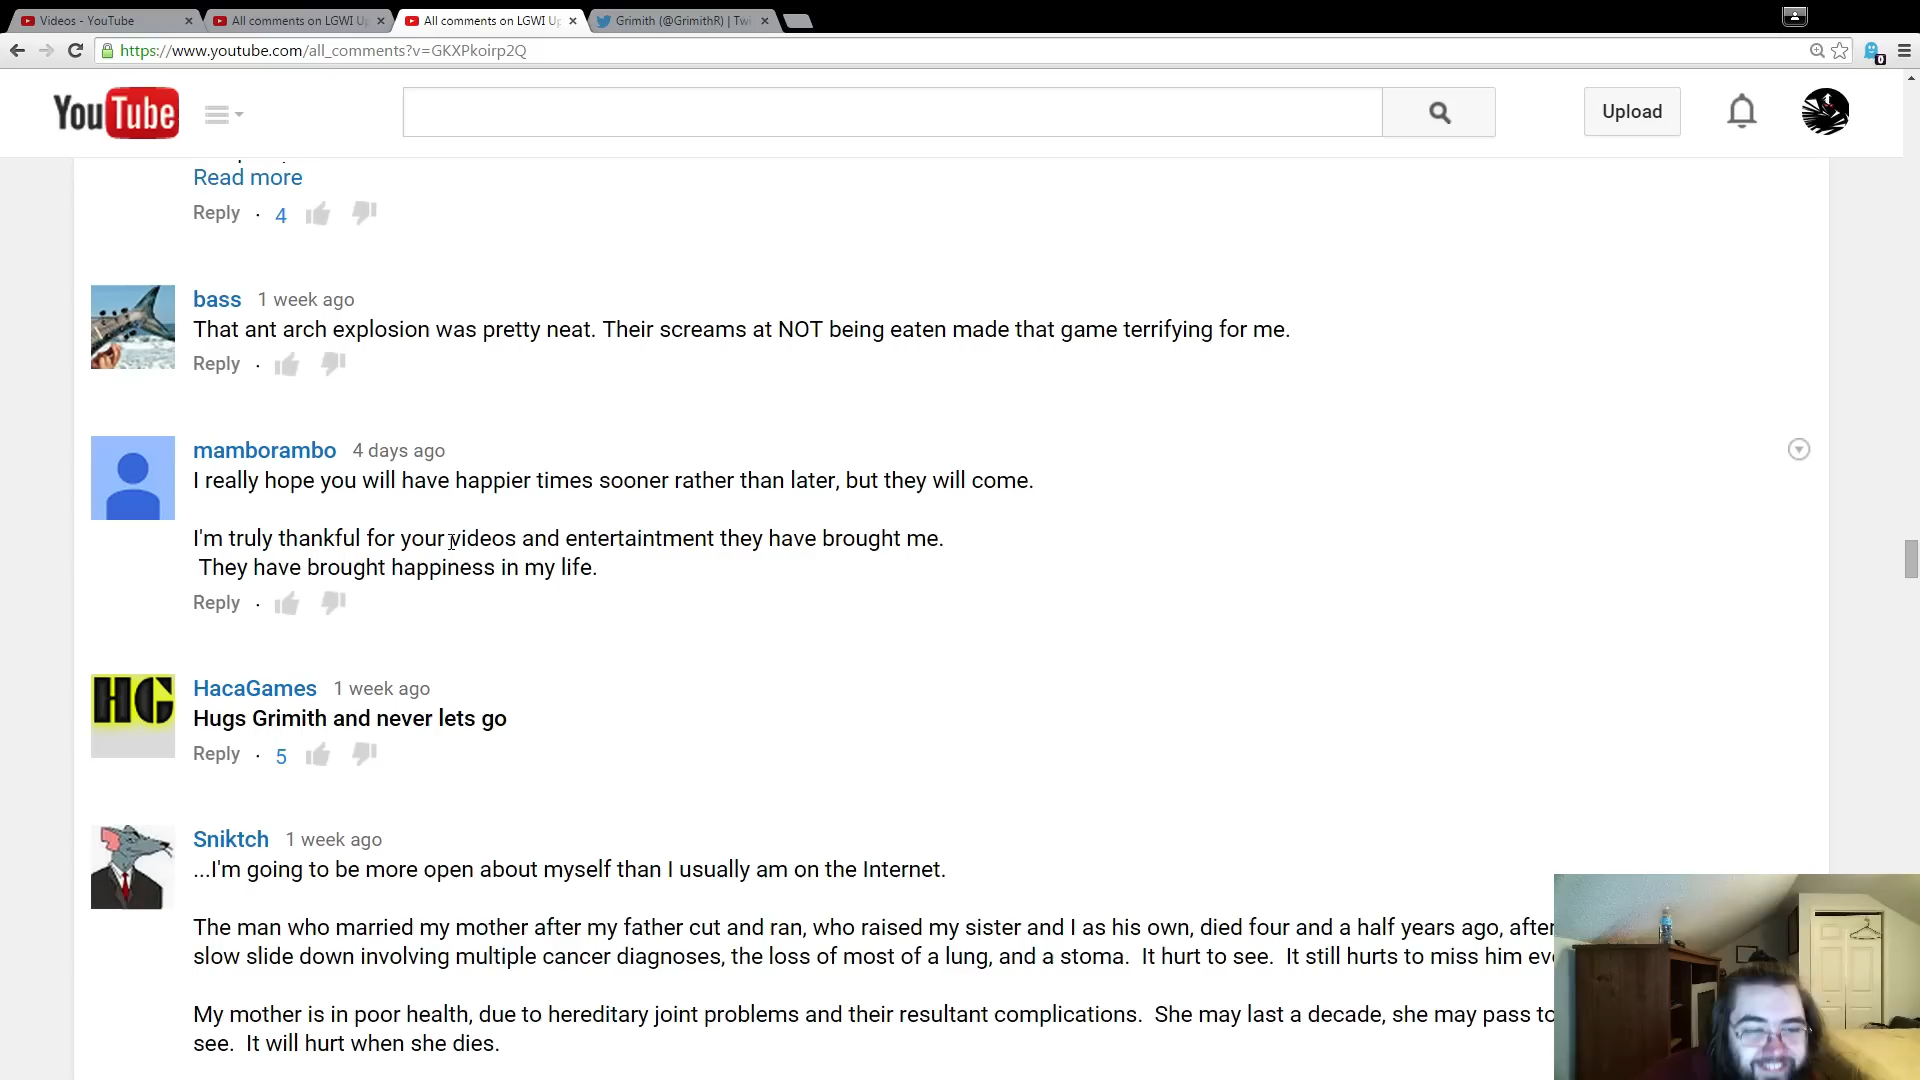 Videos - YouTube
All comments on LGWI Up
All comments on LGWI Up
Grimith (@GrimithR) | Twi
https://www.youtube.com/all_comments?v=GKXPkoirp2Q
0
YouTube
Upload
Read more
Reply · 4
bass 1 week ago
That ant arch explosion was pretty neat. Their screams at NOT being eaten made that game terrifying for me.
Reply ·
mamborambo 4 days ago
I really hope you will have happier times sooner rather than later, but they will come.
I'm truly thankful for your videos and entertaintment they have brought me.
They have brought happiness in my life.
Reply ·
HG
HacaGames 1 week ago
Hugs Grimith and never lets go
Reply · 5
Sniktch 1 week ago
...I'm going to be more open about myself than I usually am on the Internet.
The man who married my mother after my father cut and ran, who raised my sister and I as his own, died four and a half years ago, after
slow slide down involving multiple cancer diagnoses, the loss of most of a lung, and a stoma. It hurt to see. It still hurts to miss him eve
My mother is in poor health, due to hereditary joint problems and their resultant complications. She may last a decade, she may pass to
see. It will hurt when she dies.